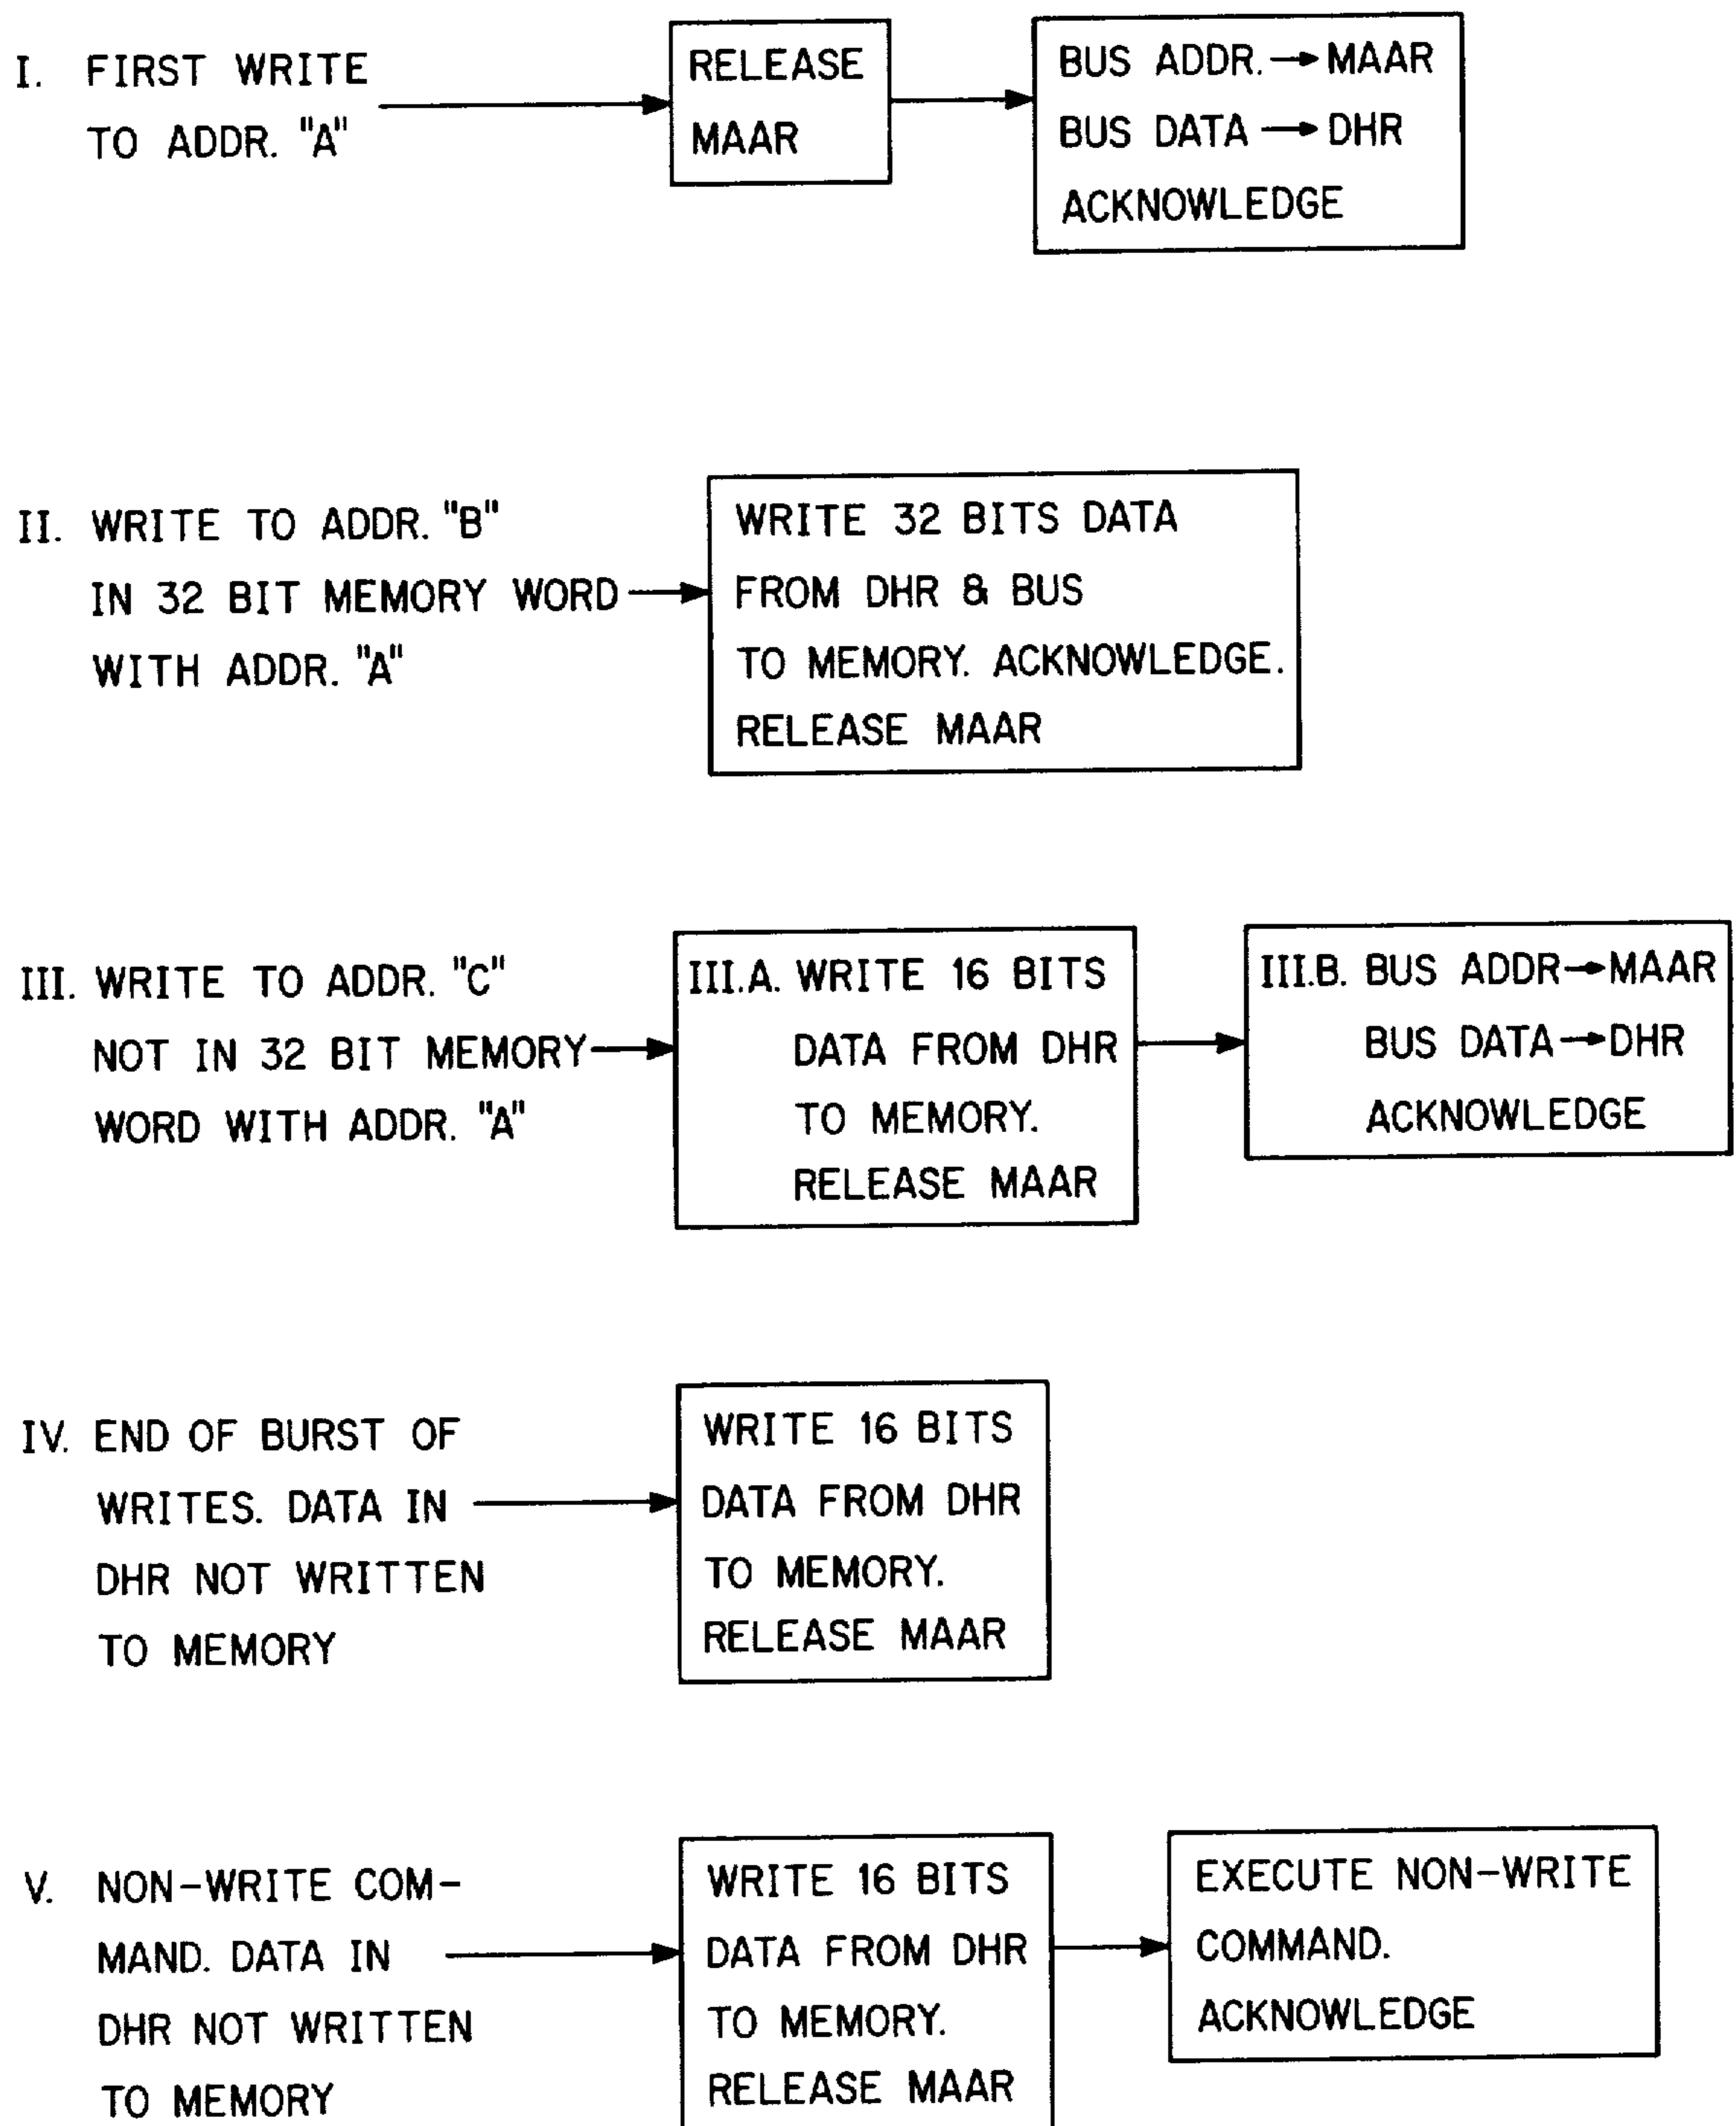 I. FIRST WRITE
TO ADDR. "A"
RELEASE
MAAR
BUS ADDR. → MAAR
BUS DATA → DHR
ACKNOWLEDGE
II. WRITE TO ADDR. "B"
IN 32 BIT MEMORY WORD
WITH ADDR. "A"
WRITE 32 BITS DATA
FROM DHR & BUS
TO MEMORY. ACKNOWLEDGE.
RELEASE MAAR
III. WRITE TO ADDR. "C"
NOT IN 32 BIT MEMORY
WORD WITH ADDR. "A"
III.A. WRITE 16 BITS
DATA FROM DHR
TO MEMORY.
RELEASE MAAR
III.B. BUS ADDR → MAAR
BUS DATA → DHR
ACKNOWLEDGE
IV. END OF BURST OF
WRITES. DATA IN
DHR NOT WRITTEN
TO MEMORY
WRITE 16 BITS
DATA FROM DHR
TO MEMORY.
RELEASE MAAR
V. NON-WRITE COM-
MAND. DATA IN
DHR NOT WRITTEN
TO MEMORY
WRITE 16 BITS
DATA FROM DHR
TO MEMORY.
RELEASE MAAR
EXECUTE NON-WRITE
COMMAND.
ACKNOWLEDGE